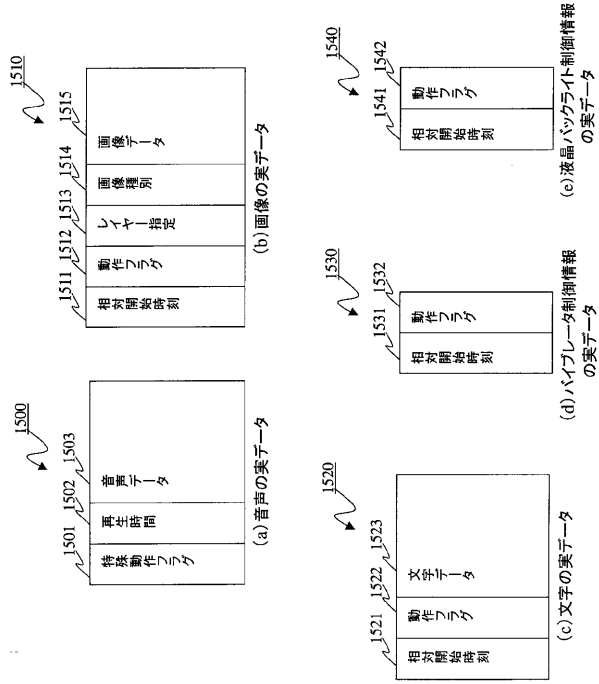 1500
1501
1502
1503
特殊動作フラグ
再生時間
音声データ
(a)音声の実データ
1510
1511
1512
1513
1514
1515
相対開始時刻
動作フラグ
レイヤー指定
画像種別
画像データ
(b)画像の実データ
1520
1521
1522
1523
相対開始時刻
動作フラグ
文字データ
(c)文字の実データ
1530
1531
1532
相対開始時刻
動作フラグ
(d)バイブレータ制御情報
の実データ
1540
1541
1542
相対開始時刻
動作フラグ
(e)液晶バックライト制御情報
の実データ